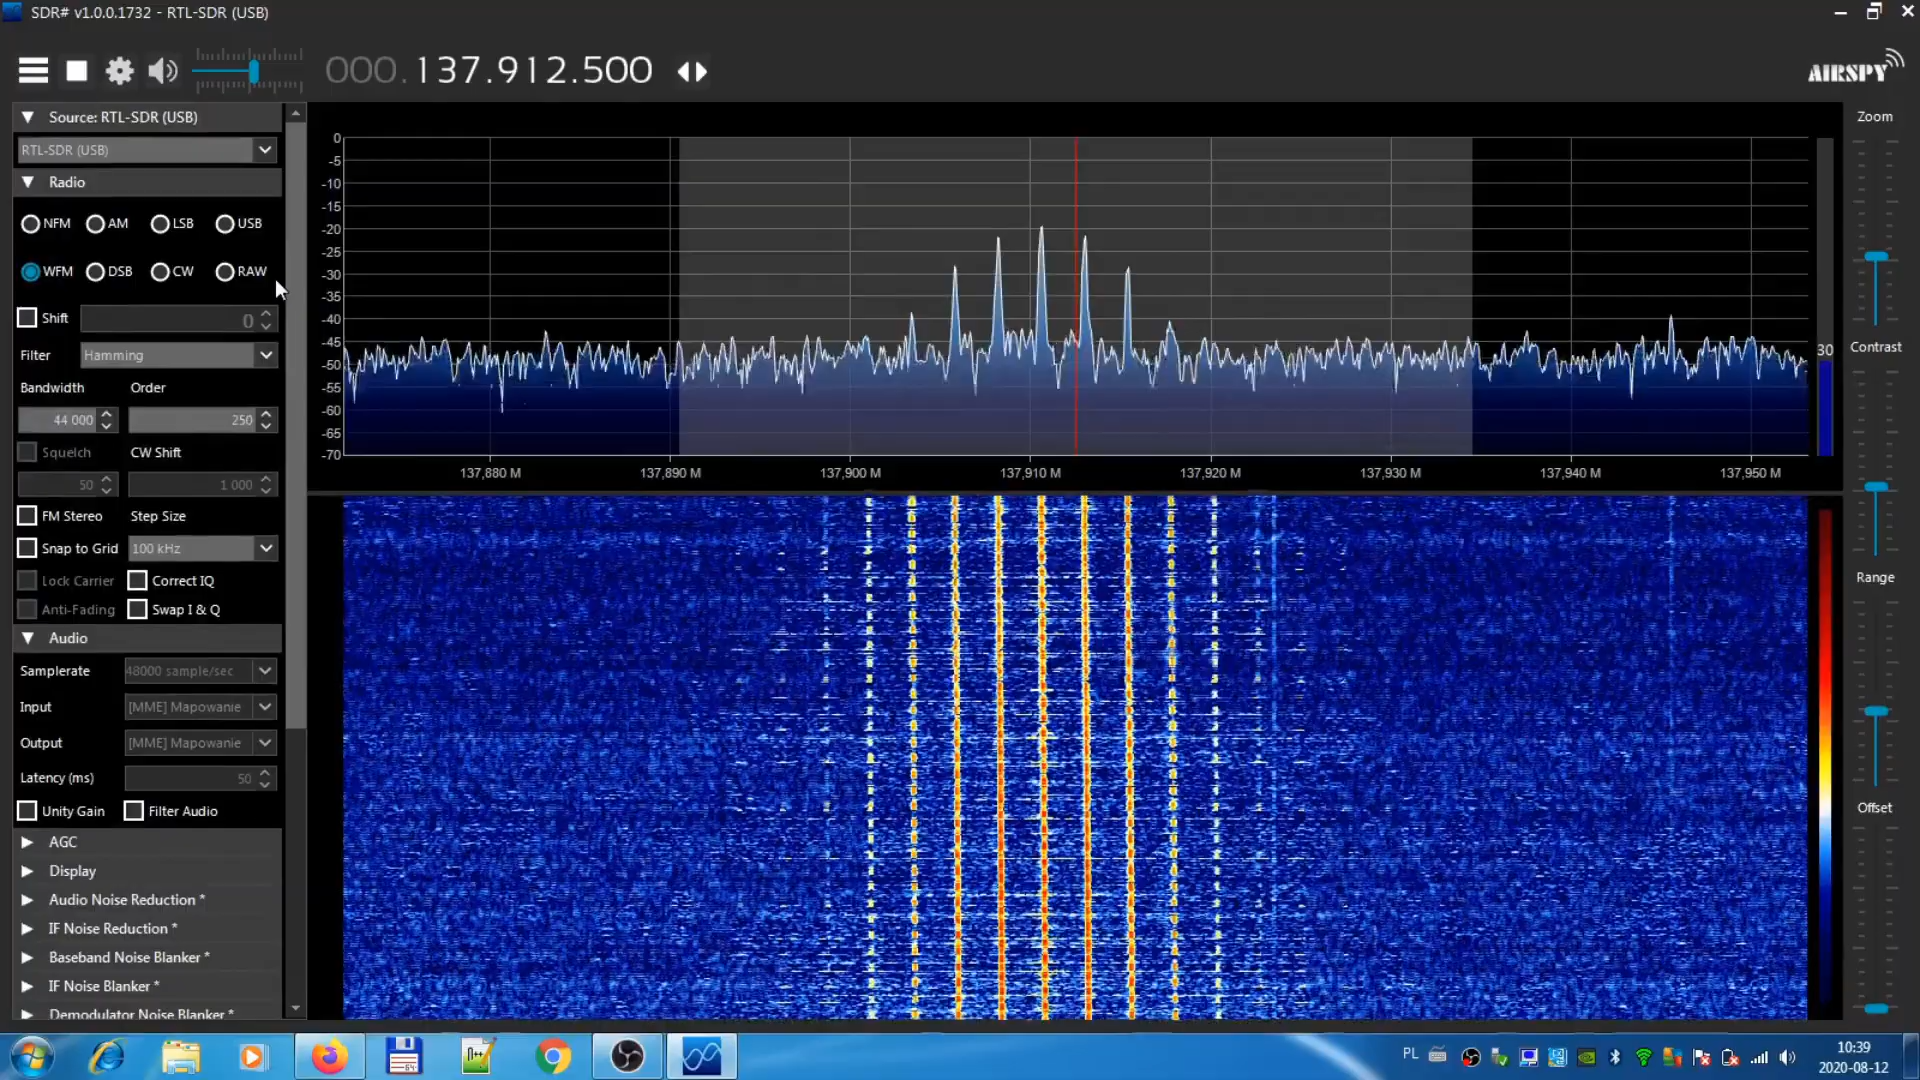 SDR# v1.0.0.1732 - RTL-SDR (USB)
000.137.912.500
AIRSPY
Source: RTL-SDR (USB)
RTL-SDR (USB)
Radio
NFM AM LSB USB
WFM DSB CW RAW
Shift 0
Filter Hamming
Bandwidth Order
44 000 250
Squelch CW Shift
50 1 000
FM Stereo Step Size
Snap to Grid 100 kHz
Lock Carrier Correct IQ
Anti-Fading Swap I & Q
Audio
Samplerate 48000 sample/sec
Input [MME] Mapowanie
Output [MME] Mapowanie
Latency (ms) 50
Unity Gain Filter Audio
AGC
Display
Audio Noise Reduction *
IF Noise Reduction *
Baseband Noise Blanker *
IF Noise Blanker *
Demodulator Noise Blanker *
0
-5
-10
-15
-20
-25
-30
-35
-40
-45
-50
-55
-60
-65
-70
137,880 M 137,890 M 137,900 M 137,910 M 137,920 M 137,930 M 137,940 M 137,950 M
30
Zoom
Contrast
Range
Offset
64
n++
PL
10:39
2020-08-12